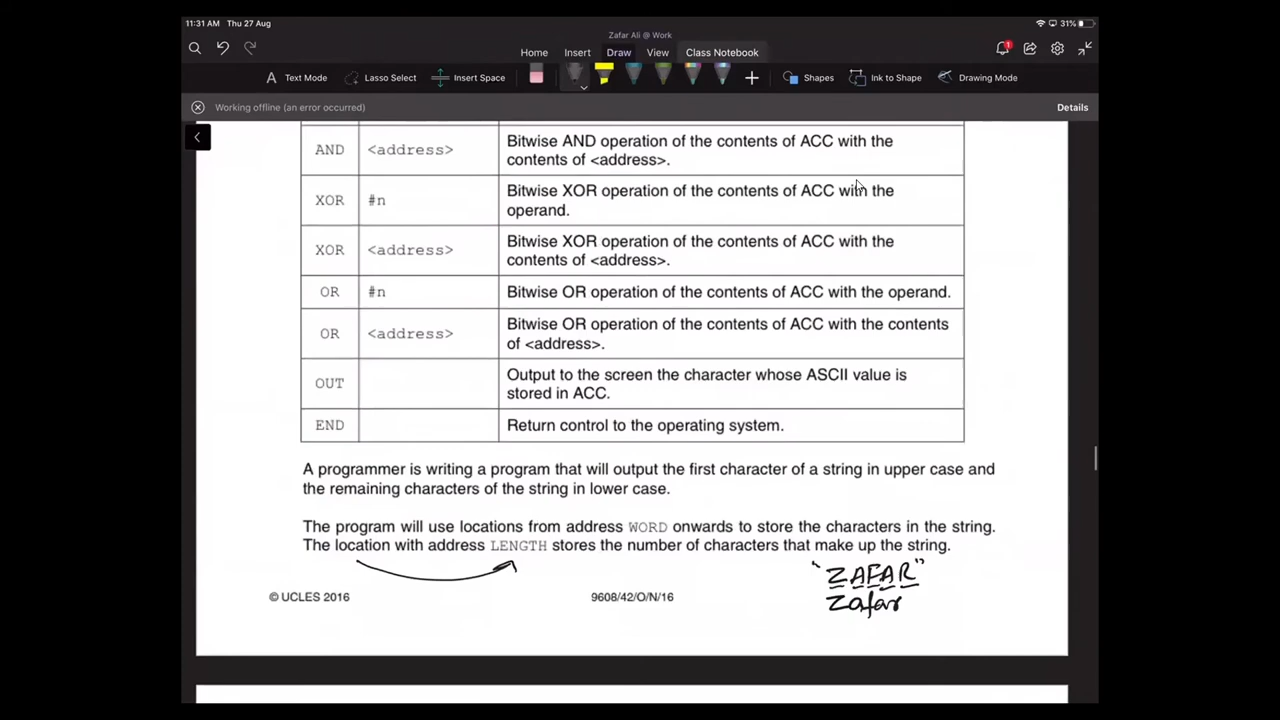 11:31 AM Thu 27 Aug
31%
Zafar Ali @ Work
Home Insert Draw View Class Notebook
1
Text Mode Lasso Select Insert Space Shapes Ink to Shape Drawing Mode
Working offline (an error occurred) Details
AND <address> Bitwise AND operation of the contents of ACC with the
contents of <address>.
XOR #n Bitwise XOR operation of the contents of ACC with the
operand.
XOR <address> Bitwise XOR operation of the contents of ACC with the
contents of <address>.
OR #n Bitwise OR operation of the contents of ACC with the operand.
OR <address> Bitwise OR operation of the contents of ACC with the contents
of <address>.
OUT Output to the screen the character whose ASCII value is
stored in ACC.
END Return control to the operating system.
A programmer is writing a program that will output the first character of a string in upper case and
the remaining characters of the string in lower case.
The program will use locations from address WORD onwards to store the characters in the string.
The location with address LENGTH stores the number of characters that make up the string.
"ZAFAR"
Zafar
© UCLES 2016 9608/42/O/N/16